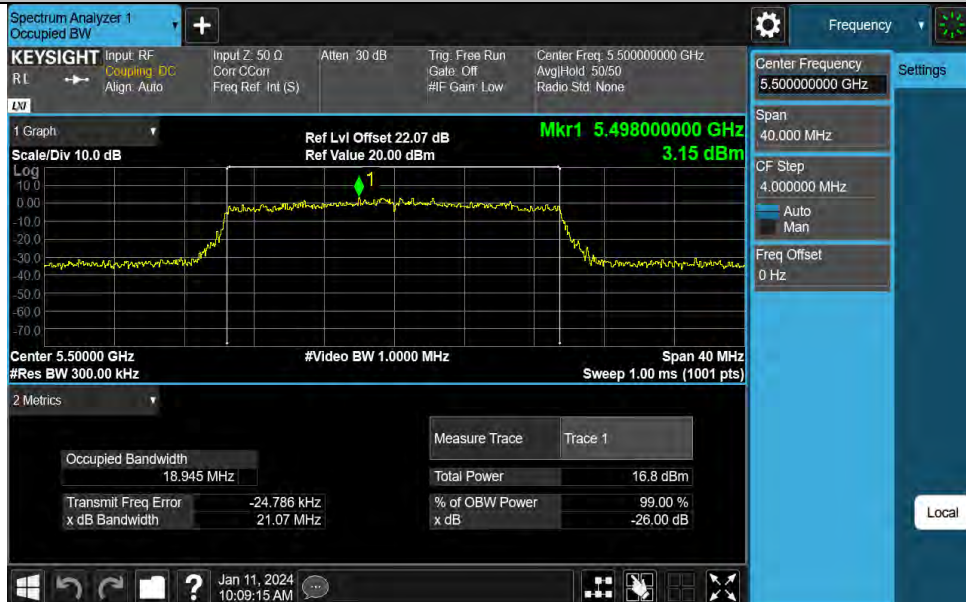 Spectrum Analyzer 1
Occupied BW
+
Frequency
KEYSIGHT
R L
LXI
Input: RF
Coupling: DC
Align: Auto
Input Z: 50 Ω
Corr CCorr
Freq Ref: Int (S)
Atten: 30 dB
Trig: Free Run
Gate: Off
#IF Gain: Low
Center Freq: 5.500000000 GHz
Avg|Hold: 50/50
Radio Std: None
Center Frequency
5.500000000 GHz
Settings
Span
40.000 MHz
CF Step
4.000000 MHz
Auto
Man
Freq Offset
0 Hz
Local
1 Graph
Scale/Div 10.0 dB
Ref Lvl Offset 22.07 dB
Ref Value 20.00 dBm
Mkr1 5.498000000 GHz
3.15 dBm
Log
10.0
0.00
-10.0
-20.0
-30.0
-40.0
-50.0
-60.0
-70.0
1
Center 5.50000 GHz
#Res BW 300.00 kHz
#Video BW 1.0000 MHz
Span 40 MHz
Sweep 1.00 ms (1001 pts)
2 Metrics
Measure Trace Trace 1
Occupied Bandwidth
18.945 MHz
Total Power 16.8 dBm
Transmit Freq Error -24.786 kHz
% of OBW Power 99.00 %
x dB Bandwidth 21.07 MHz
x dB -26.00 dB
?
Jan 11, 2024
10:09:15 AM